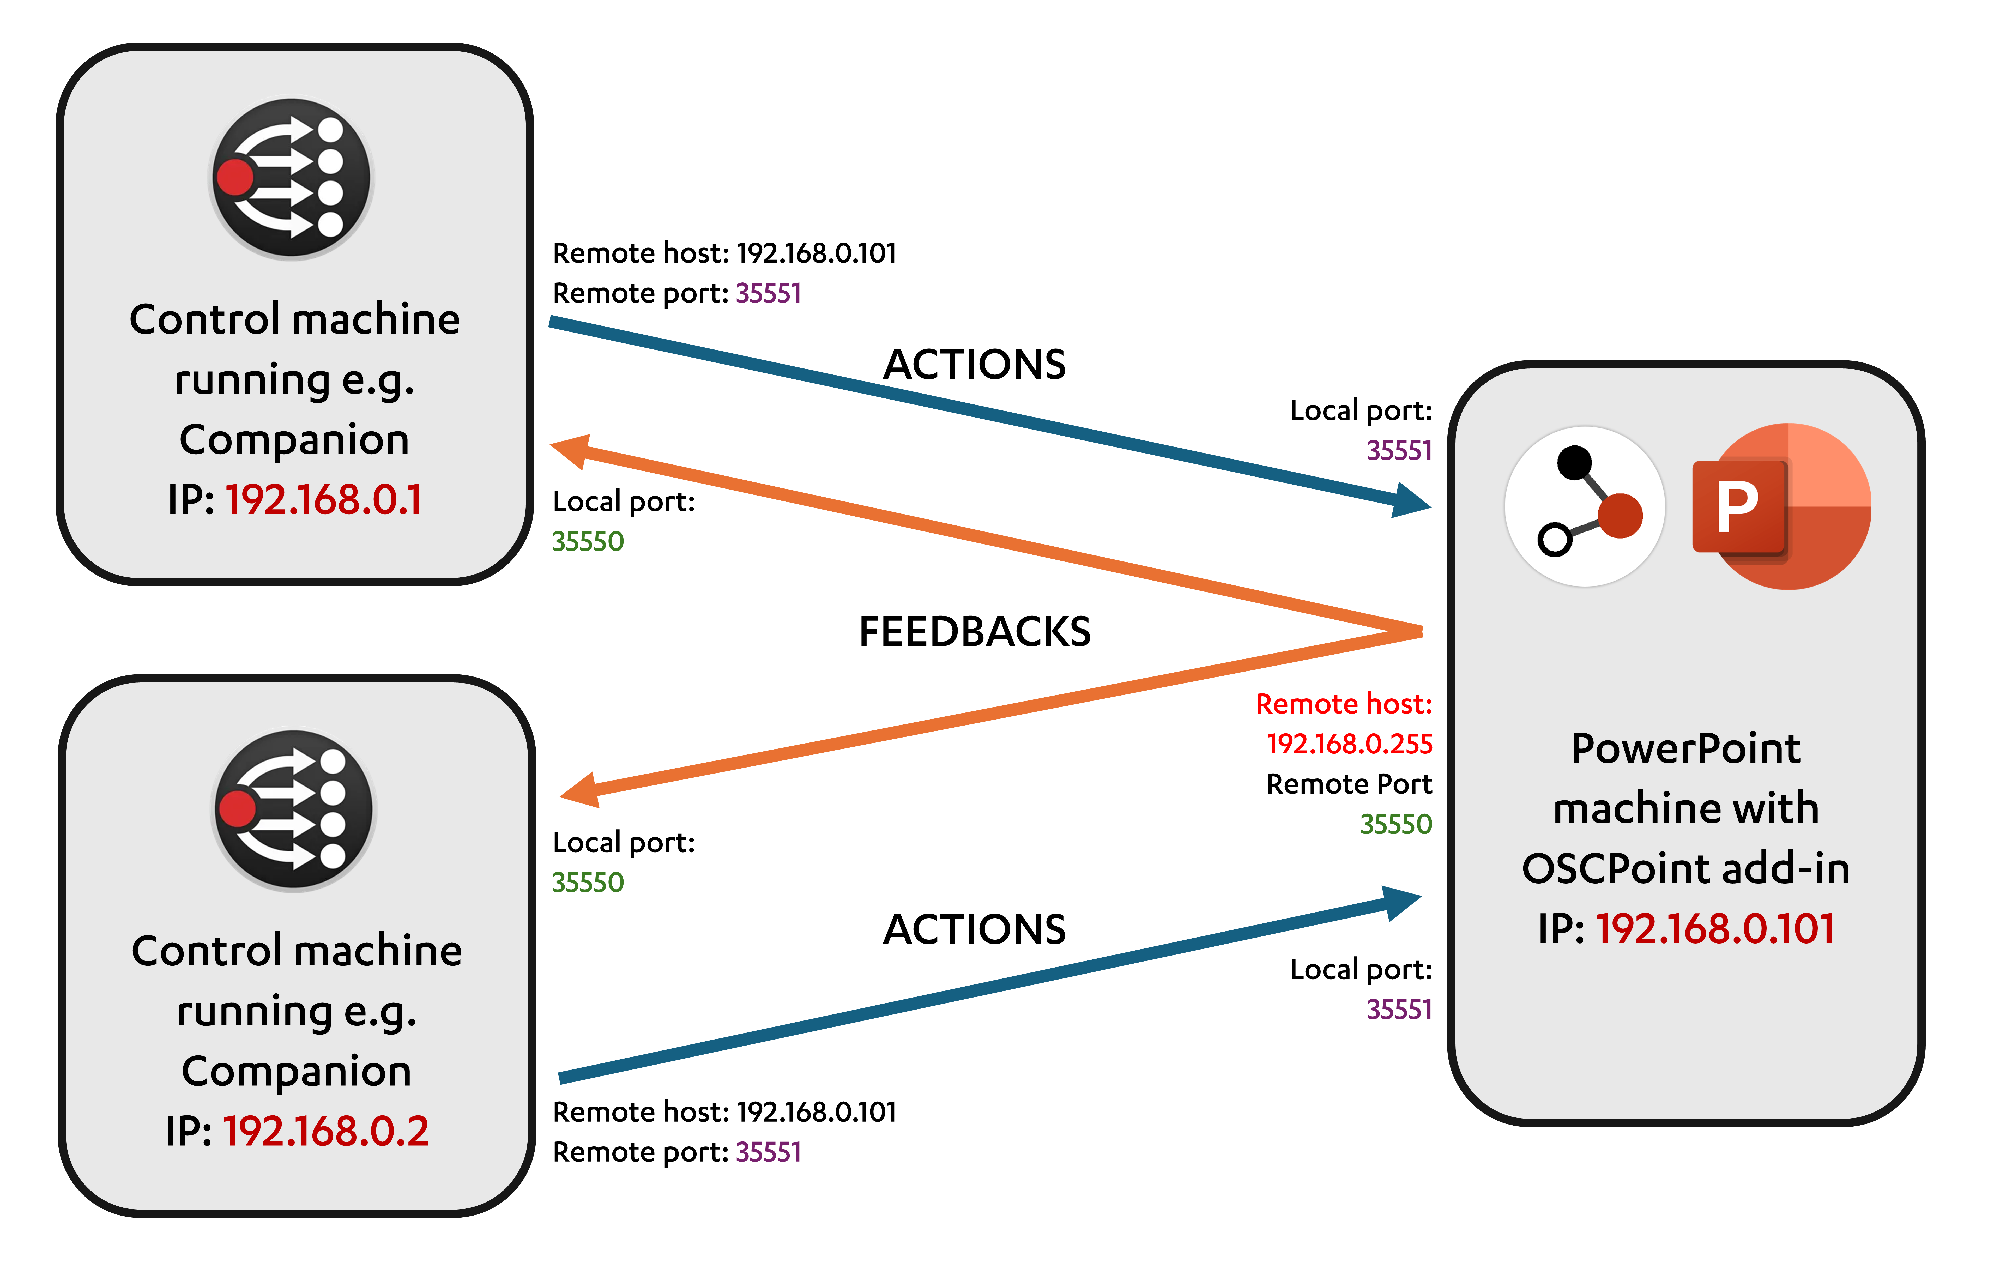 Control machine
running e.g.
Companion
IP: 192.168.0.1
Remote host: 192.168.0.101
Remote port: 35551
ACTIONS
Local port:
35551
Local port:
35550
FEEDBACKS
Remote host:
192.168.0.255
Remote Port
35550
P
PowerPoint
machine with
OSCPoint add-in
IP: 192.168.0.101
Control machine
running e.g.
Companion
IP: 192.168.0.2
Local port:
35550
ACTIONS
Local port:
35551
Remote host: 192.168.0.101
Remote port: 35551